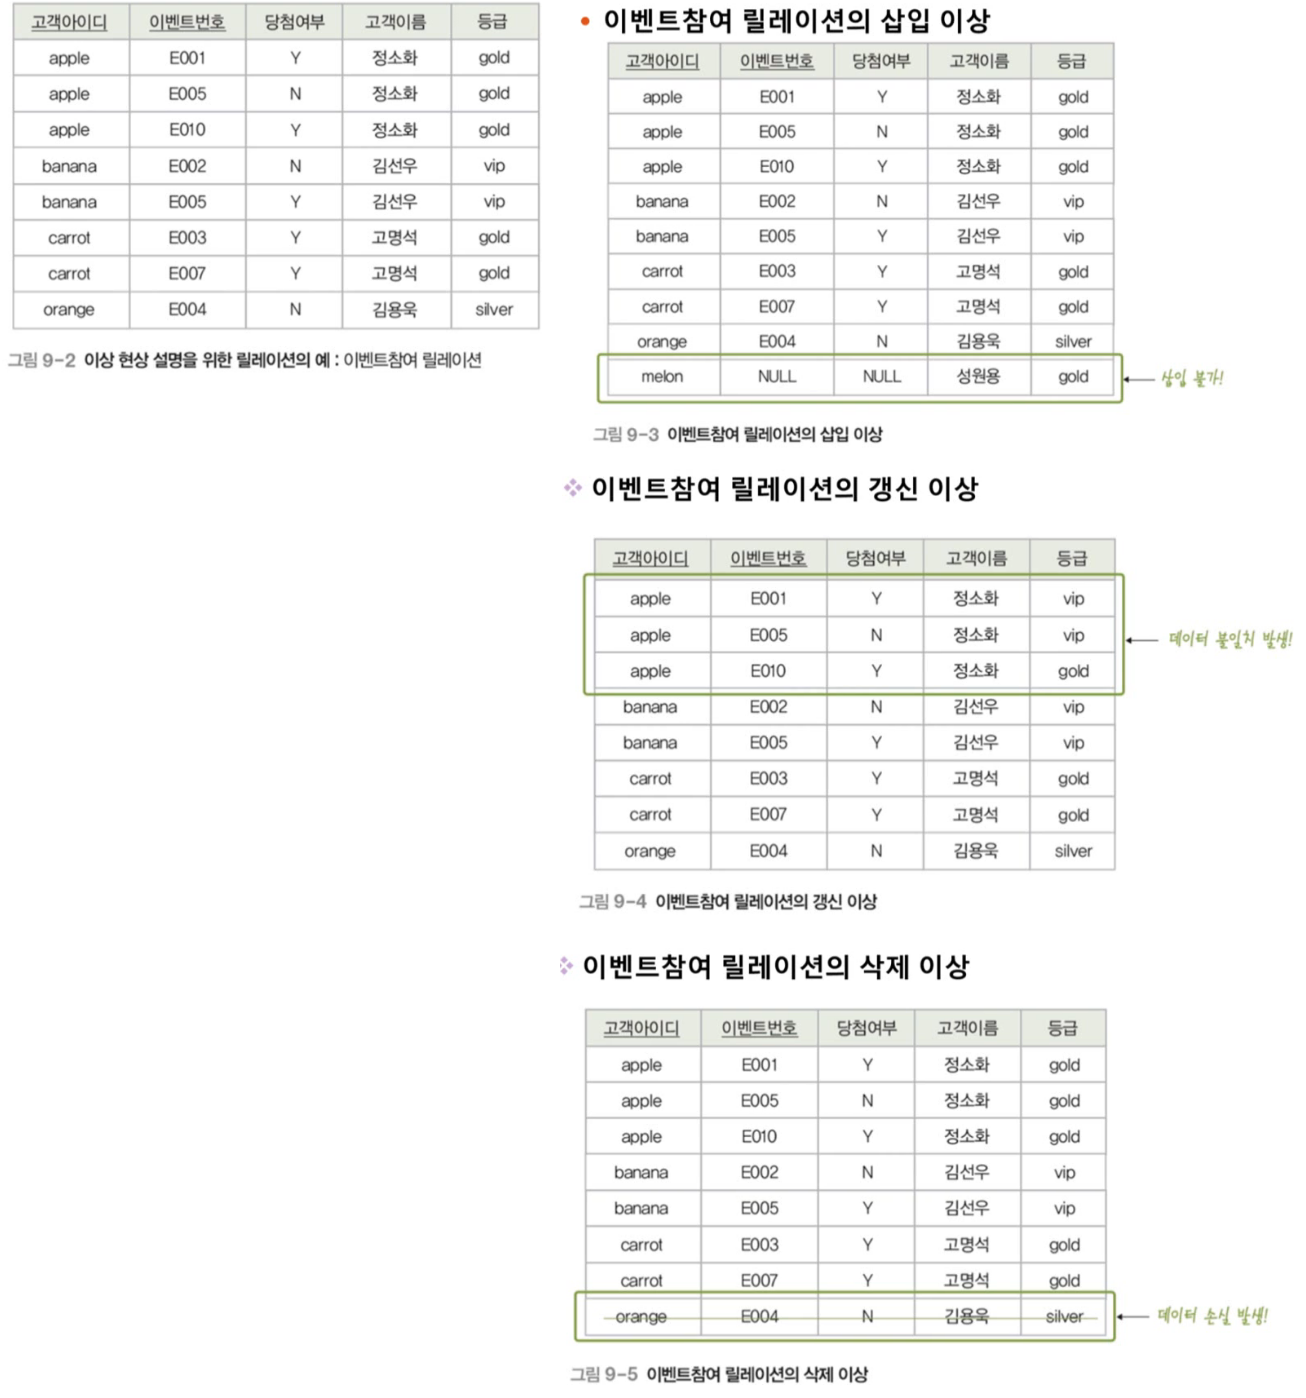 고객아이디 이벤트번호 당첨여부 고객이름 등급
apple E001 Y 정소화 gold
apple E005 N 정소화 gold
apple E010 Y 정소화 gold
banana E002 N 김선우 vip
banana E005 Y 김선우 vip
carrot E003 Y 고명석 gold
carrot E007 Y 고명석 gold
orange E004 N 김용욱 silver
그림 9-2 이상 현상 설명을 위한 릴레이션의 예 : 이벤트참여 릴레이션
• 이벤트참여 릴레이션의 삽입 이상
고객아이디 이벤트번호 당첨여부 고객이름 등급
apple E001 Y 정소화 gold
apple E005 N 정소화 gold
apple E010 Y 정소화 gold
banana E002 N 김선우 vip
banana E005 Y 김선우 vip
carrot E003 Y 고명석 gold
carrot E007 Y 고명석 gold
orange E004 N 김용욱 silver
melon NULL NULL 성원용 gold
삽입 불가!
그림 9-3 이벤트참여 릴레이션의 삽입 이상
❖ 이벤트참여 릴레이션의 갱신 이상
고객아이디 이벤트번호 당첨여부 고객이름 등급
apple E001 Y 정소화 vip
apple E005 N 정소화 vip
apple E010 Y 정소화 gold
데이터 불일치 발생!
banana E002 N 김선우 vip
banana E005 Y 김선우 vip
carrot E003 Y 고명석 gold
carrot E007 Y 고명석 gold
orange E004 N 김용욱 silver
그림 9-4 이벤트참여 릴레이션의 갱신 이상
❖ 이벤트참여 릴레이션의 삭제 이상
고객아이디 이벤트번호 당첨여부 고객이름 등급
apple E001 Y 정소화 gold
apple E005 N 정소화 gold
apple E010 Y 정소화 gold
banana E002 N 김선우 vip
banana E005 Y 김선우 vip
carrot E003 Y 고명석 gold
carrot E007 Y 고명석 gold
orange E004 N 김용욱 silver
데이터 손실 발생!
그림 9-5 이벤트참여 릴레이션의 삭제 이상